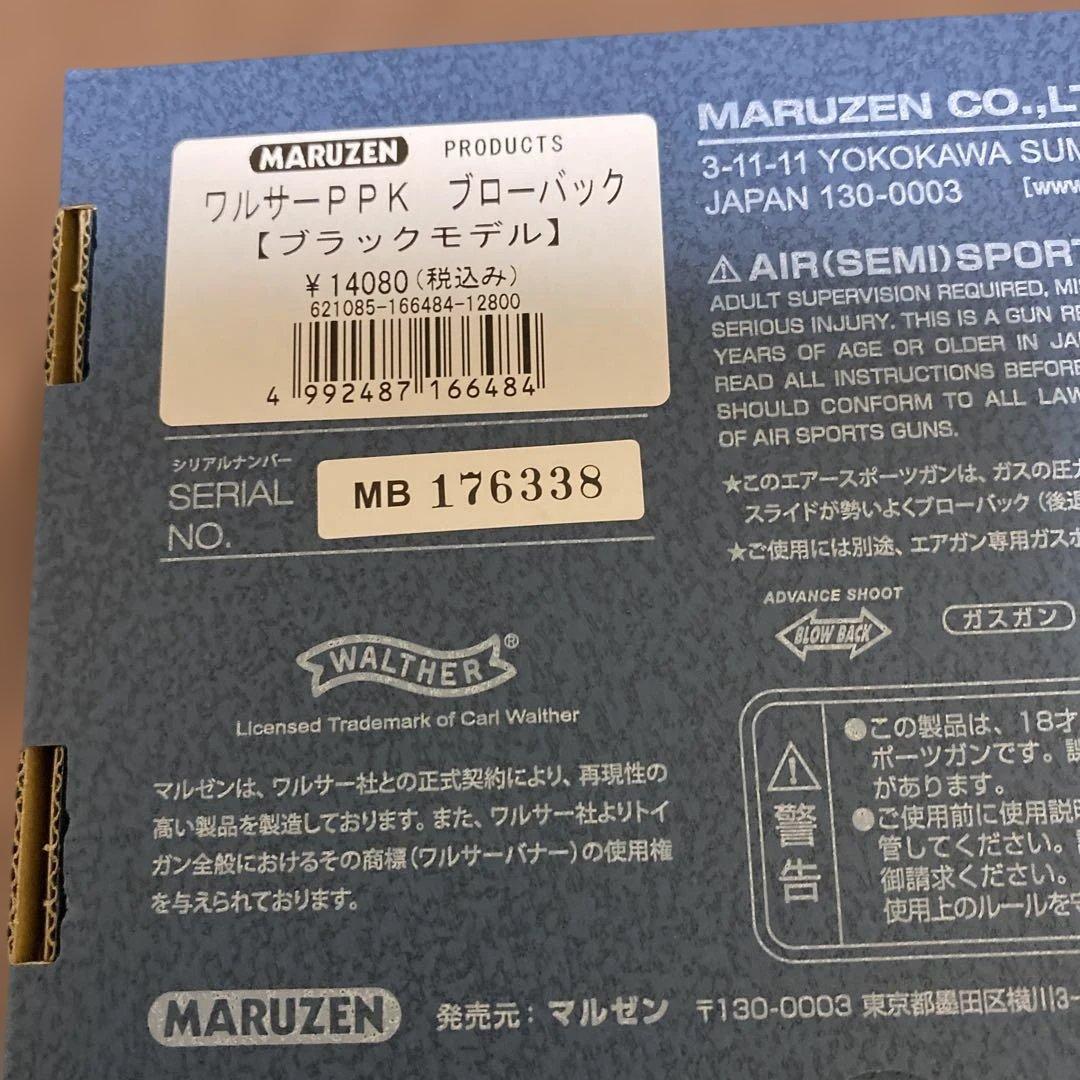 MARUZEN PRODUCTS
ワルサーPPK ブローバック
【ブラックモデル】
¥14080(税込み)
621085-166484-12800
4 992487 166484
シリアルナンバー
SERIAL
NO.
MB 176338
WALTHER®
Licensed Trademark of Carl Walther
マルゼンは、ワルサー社との正式契約により、再現性の
高い製品を製造しております。また、ワルサー社よりトイ
ガン全般におけるその商標(ワルサーバナー)の使用権
を与えられております。
MARUZEN 発売元:マルゼン 〒130-0003 東京都墨田区横川3-
MARUZEN CO.,LT
3-11-11 YOKOKAWA SUM
JAPAN 130-0003 [www
⚠ AIR(SEMI)SPORT
ADULT SUPERVISION REQUIRED, MI
SERIOUS INJURY. THIS IS A GUN RE
YEARS OF AGE OR OLDER IN JA
READ ALL INSTRUCTIONS BEFORE
SHOULD CONFORM TO ALL LAW
OF AIR SPORTS GUNS.
★このエアースポーツガンは、ガスの圧力
スライドが勢いよくブローバック(後退
★ご使用には別途、エアガン専用ガスボ
ADVANCE SHOOT
BLOW BACK
ガスガン
警告
●この製品は、18才
ポーツガンです。誤
があります。
●ご使用前に使用説明
管してください。
御請求ください。
使用上のルールを守